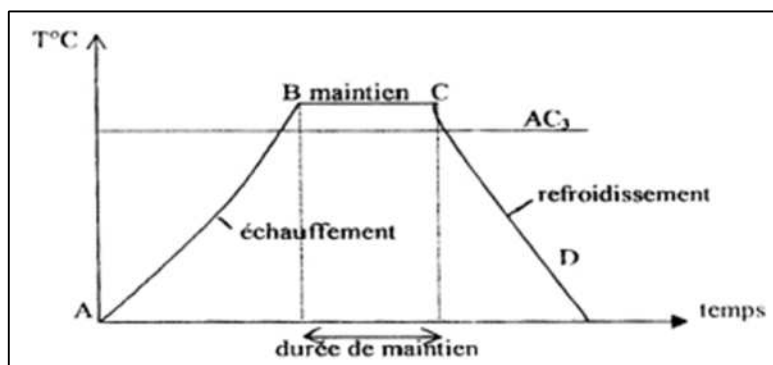 T°C
B maintien C
AC₃
refroidissement
échauffement
D
A
temps
durée de maintien